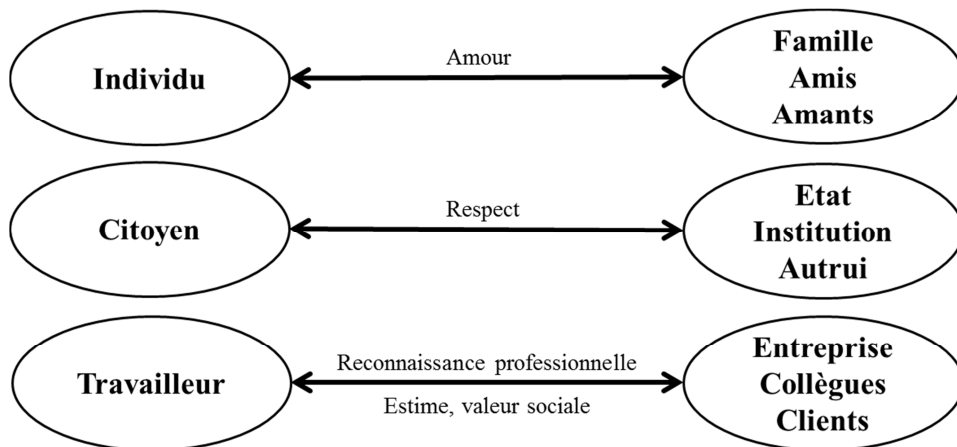 Individu
Amour
Famille
Amis
Amants
Citoyen
Respect
Etat
Institution
Autrui
Travailleur
Reconnaissance professionnelle
Estime, valeur sociale
Entreprise
Collègues
Clients